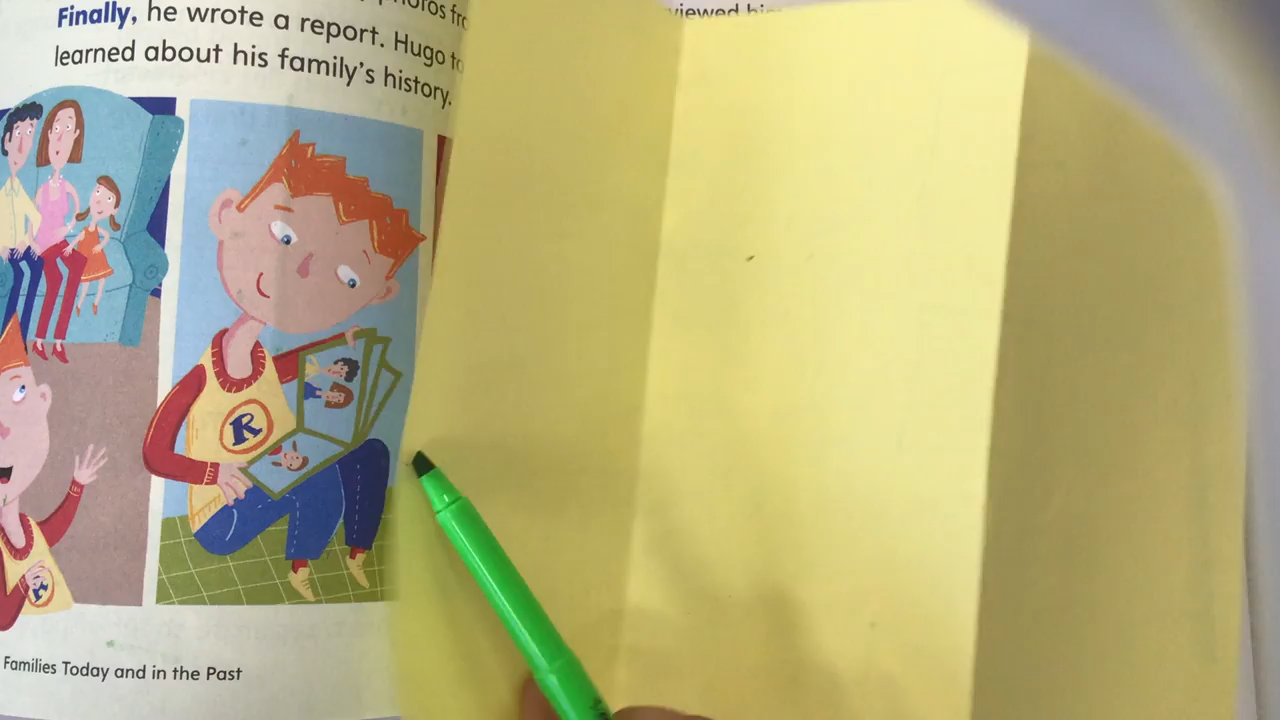 Finally, he wrote a report. Hugo
learned about his family's history.
R
R
Families Today and in the Past